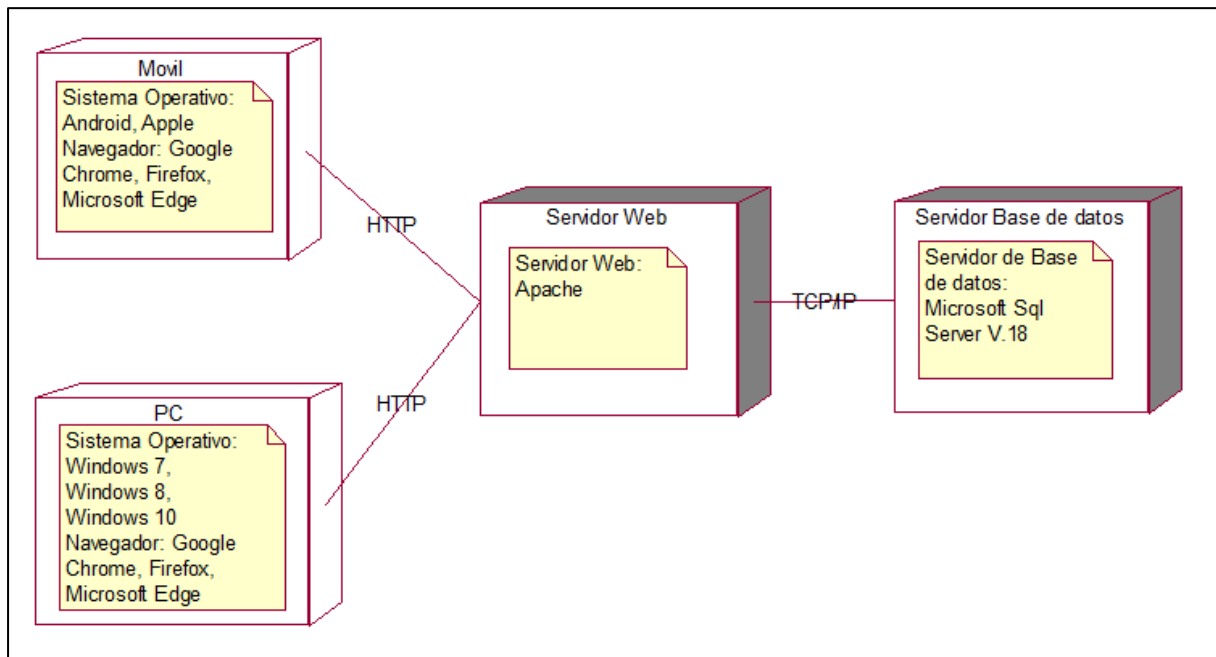 Movil
Sistema Operativo:
Android, Apple
Navegador: Google
Chrome, Firefox,
Microsoft Edge
HTTP
PC
Sistema Operativo:
Windows 7,
Windows 8,
Windows 10
Navegador: Google
Chrome, Firefox,
Microsoft Edge
HTTP
Servidor Web
Servidor Web:
Apache
TCP/IP
Servidor Base de datos
Servidor de Base
de datos:
Microsoft Sql
Server V.18